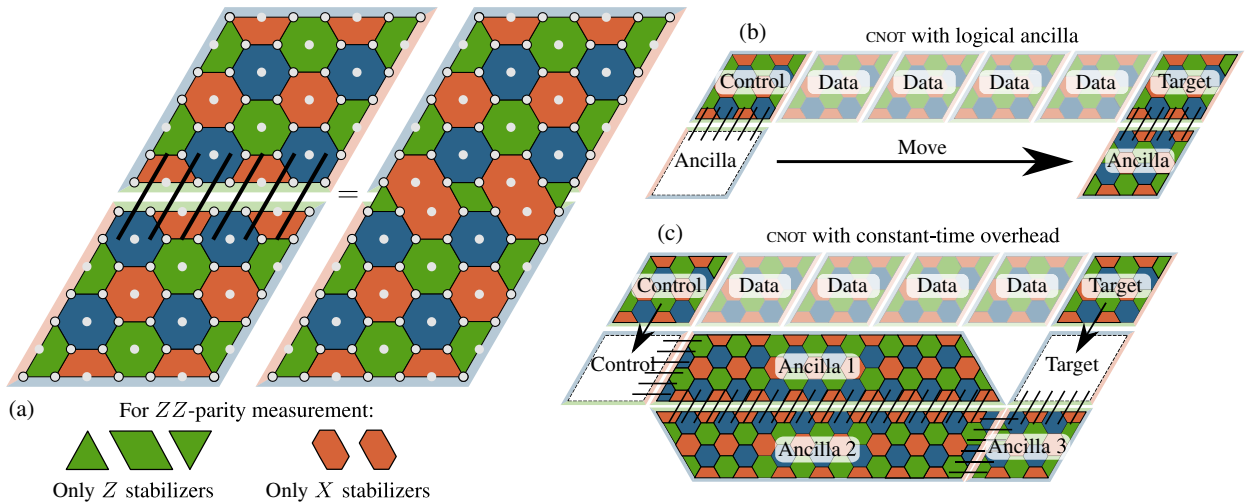 (a)
=
For ZZ-parity measurement:
Only Z stabilizers
Only X stabilizers
(b)
CNOT with logical ancilla
Control
Data
Data
Data
Data
Target
Ancilla
Move
Ancilla
(c)
CNOT with constant-time overhead
Control
Data
Data
Data
Data
Target
Control
Ancilla 1
Target
Ancilla 2
Ancilla 3